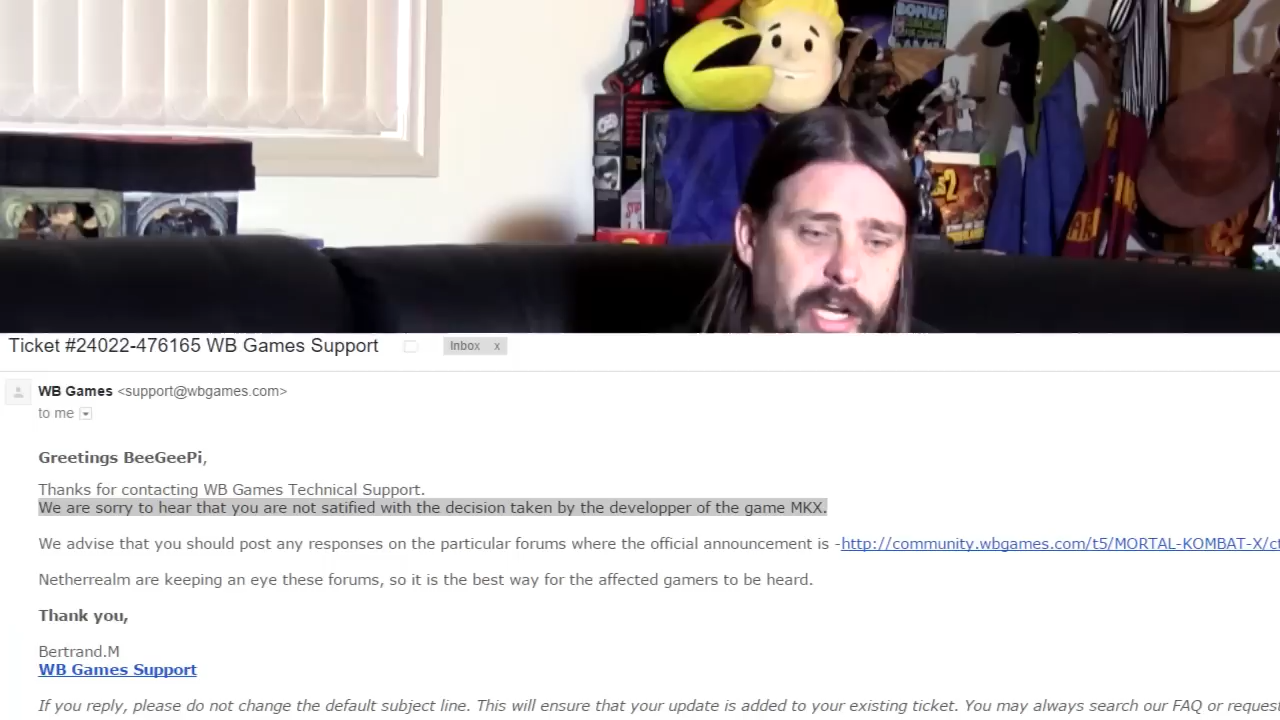 BONUS
Ticket #24022-476165 WB Games Support
Inbox x
WB Games <support@wbgames.com>
to me
Greetings BeeGeePi,
Thanks for contacting WB Games Technical Support.
We are sorry to hear that you are not satified with the decision taken by the developper of the game MKX.
We advise that you should post any responses on the particular forums where the official announcement is -http://community.wbgames.com/t5/MORTAL-KOMBAT-X/ct
Netherrealm are keeping an eye these forums, so it is the best way for the affected gamers to be heard.
Thank you,
Bertrand.M
WB Games Support
If you reply, please do not change the default subject line. This will ensure that your update is added to your existing ticket. You may always search our FAQ or reques